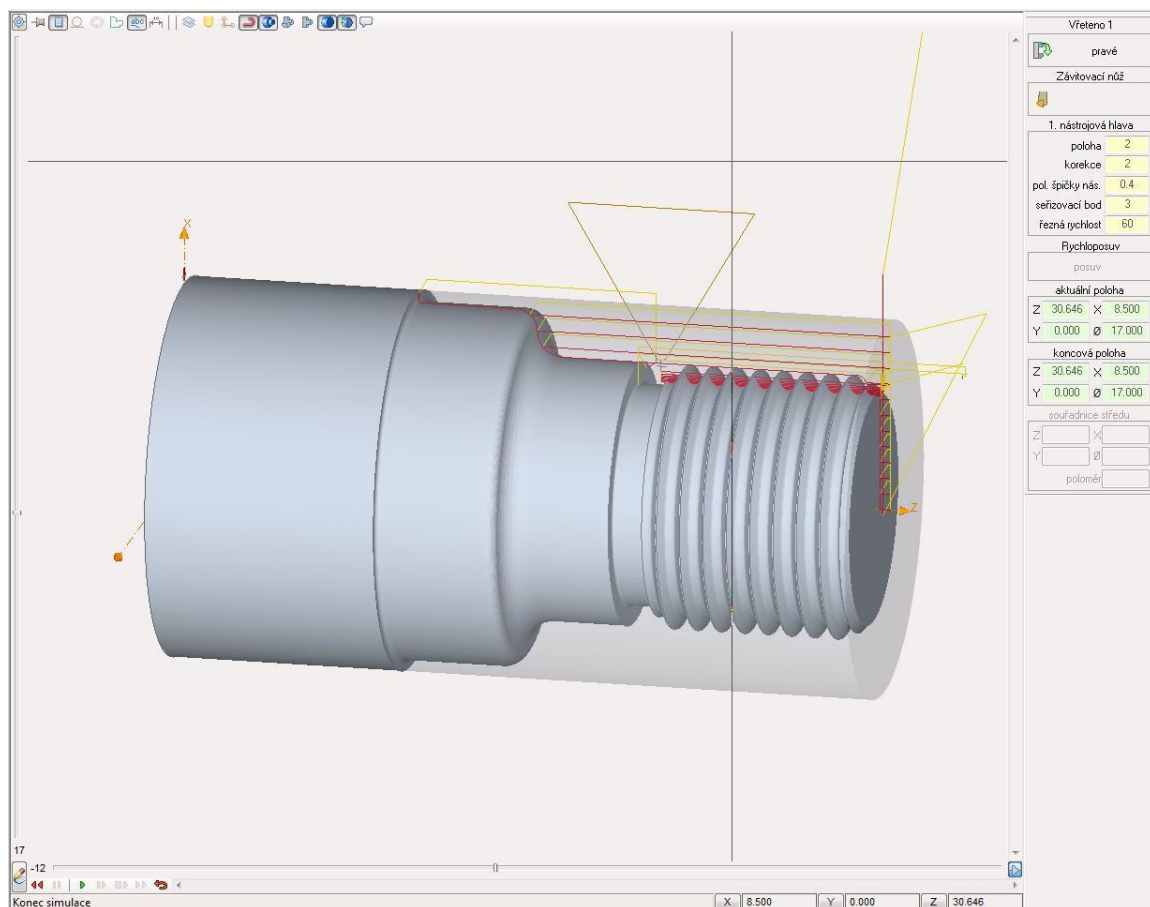 abc
Vřeteno 1
pravé
Závitovací nůž
1. nástrojová hlava
poloha 2
korekce 2
pol. špičky nás. 0.4
seřizovací bod 3
řezná rychlost 60
Rychloposuv
posuv
aktuální poloha
Z 30.646 X 8.500
Y 0.000 Ø 17.000
koncová poloha
Z 30.646 X 8.500
Y 0.000 Ø 17.000
souřadnice středu
Z X
Y Ø
poloměr
X
Z
17
-12
Konec simulace X 8.500 Y 0.000 Z 30.646